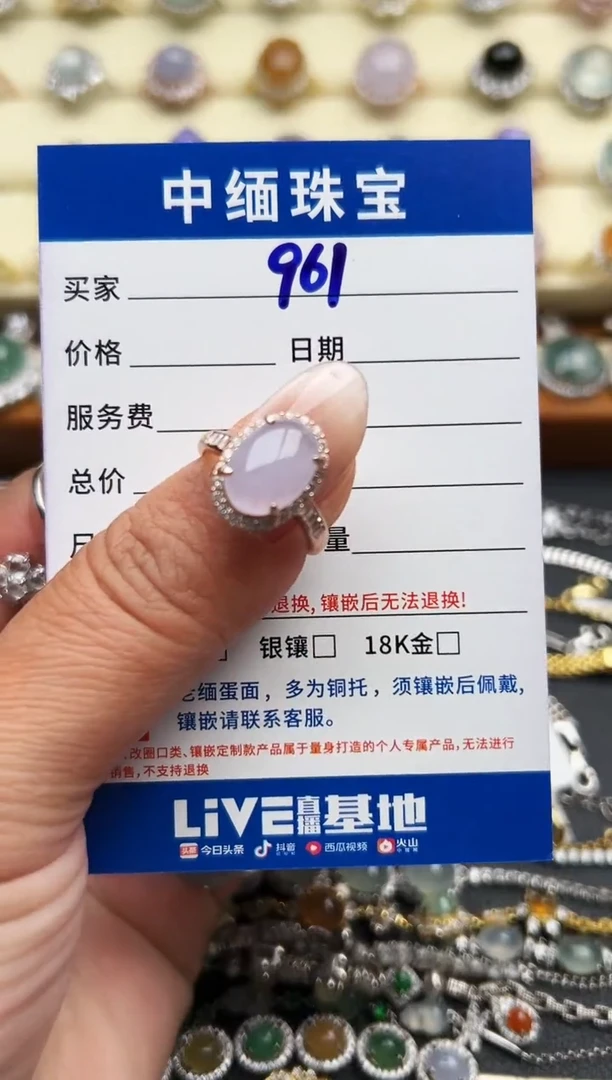 中缅珠宝
买家 961
价格 日期
服务费
总价
量
退换,镶嵌后无法退换!
银镶□ 18K金□
老缅蛋面，多为铜托，须镶嵌后佩戴,
镶嵌请联系客服。
改圈口类、镶嵌定制款产品属于量身打造的个人专属产品,无法进行
销售,不支持退换
LiVE直播基地
头条 今日头条 抖音 西瓜视频 火山